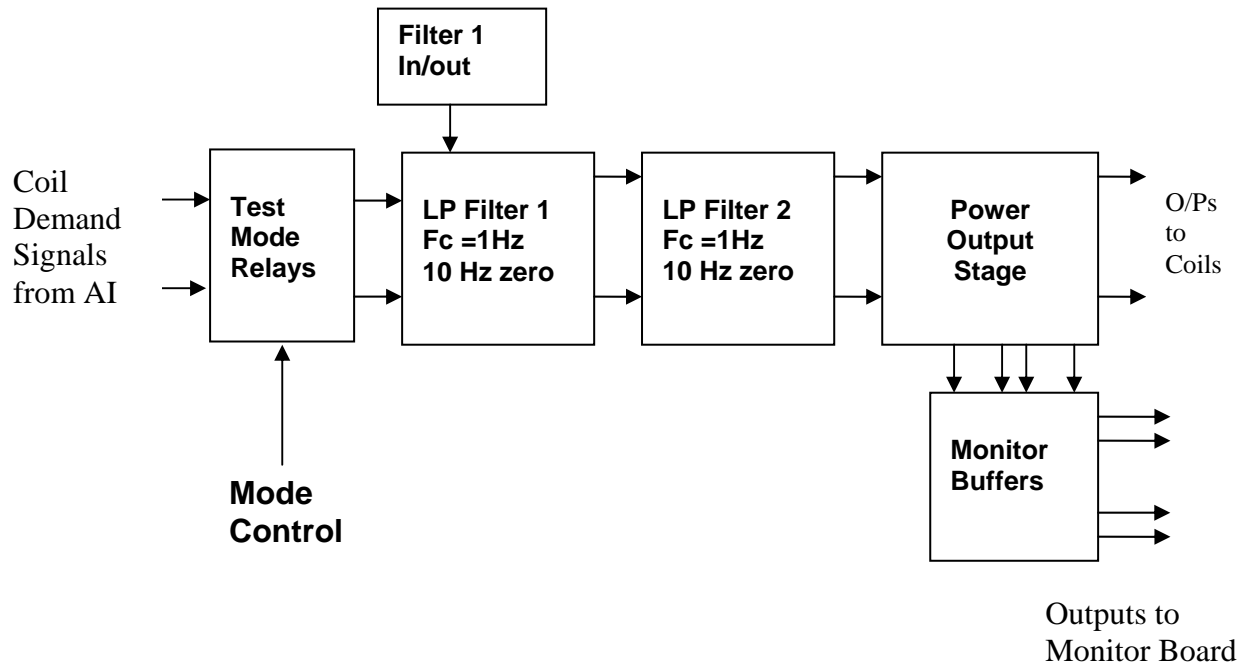 Filter 1
In/out
Coil
Demand
Signals
from AI
Test
Mode
Relays
LP Filter 1
Fc =1Hz
10 Hz zero
LP Filter 2
Fc =1Hz
10 Hz zero
Power
Output
Stage
O/Ps
to
Coils
Mode
Control
Monitor
Buffers
Outputs to
Monitor Board